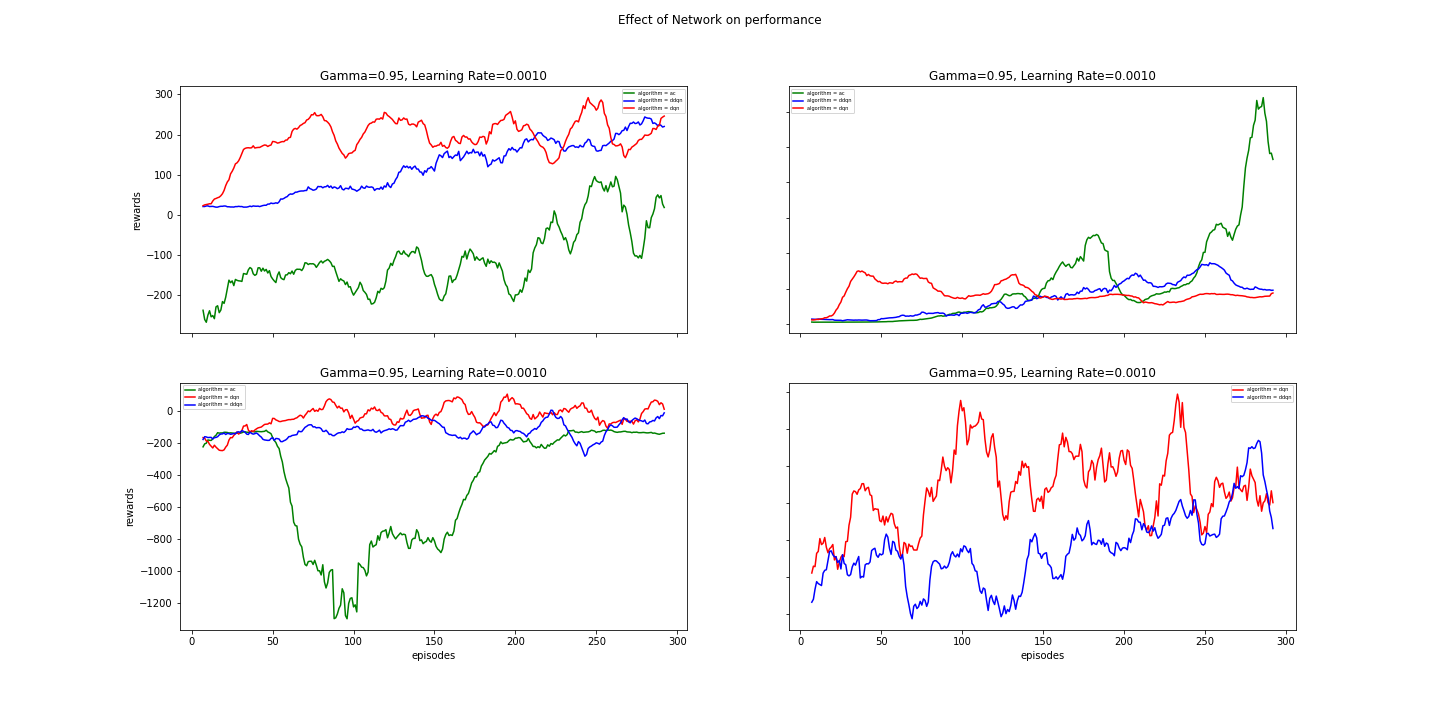 Effect of Network on performance
Gamma=0.95, Learning Rate=0.0010
300
200
100
0
−100
−200
rewards
algorithm = ac
algorithm = ddqn
algorithm = dqn
Gamma=0.95, Learning Rate=0.0010
algorithm = ac
algorithm = ddqn
algorithm = dqn
Gamma=0.95, Learning Rate=0.0010
0
−200
−400
−600
−800
−1000
−1200
rewards
algorithm = ac
algorithm = dqn
algorithm = ddqn
0 50 100 150 200 250 300
episodes
Gamma=0.95, Learning Rate=0.0010
algorithm = dqn
algorithm = ddqn
0 50 100 150 200 250 300
episodes